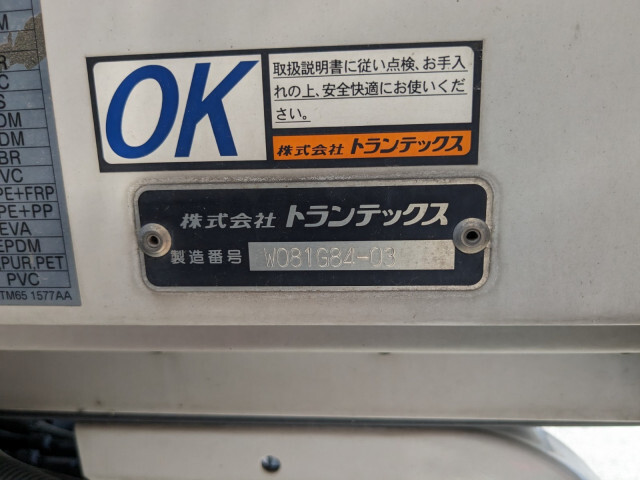 OK
取扱説明書に従い点検、お手入
れの上、安全快適にお使いくだ
さい。
株式会社 トランテックス
株式会社 トランテックス
製造番号 W081G84-03
DM
DM
BR
VC
PE+FRP
PE+PP
EVA
EPDM
PUR,PET
PVC
TM65 1577AA